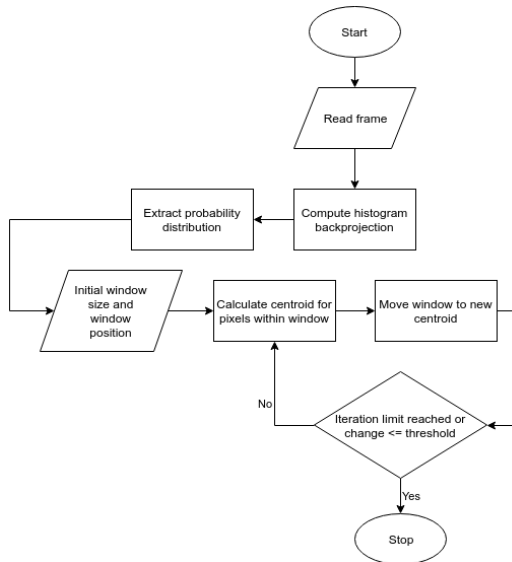 Start
Read frame
Extract probability
distribution
Compute histogram
backprojection
Initial window
size and
window
position
Calculate centroid for
pixels within window
Move window to new
centroid
Iteration limit reached or
change <= threshold
No
Yes
Stop